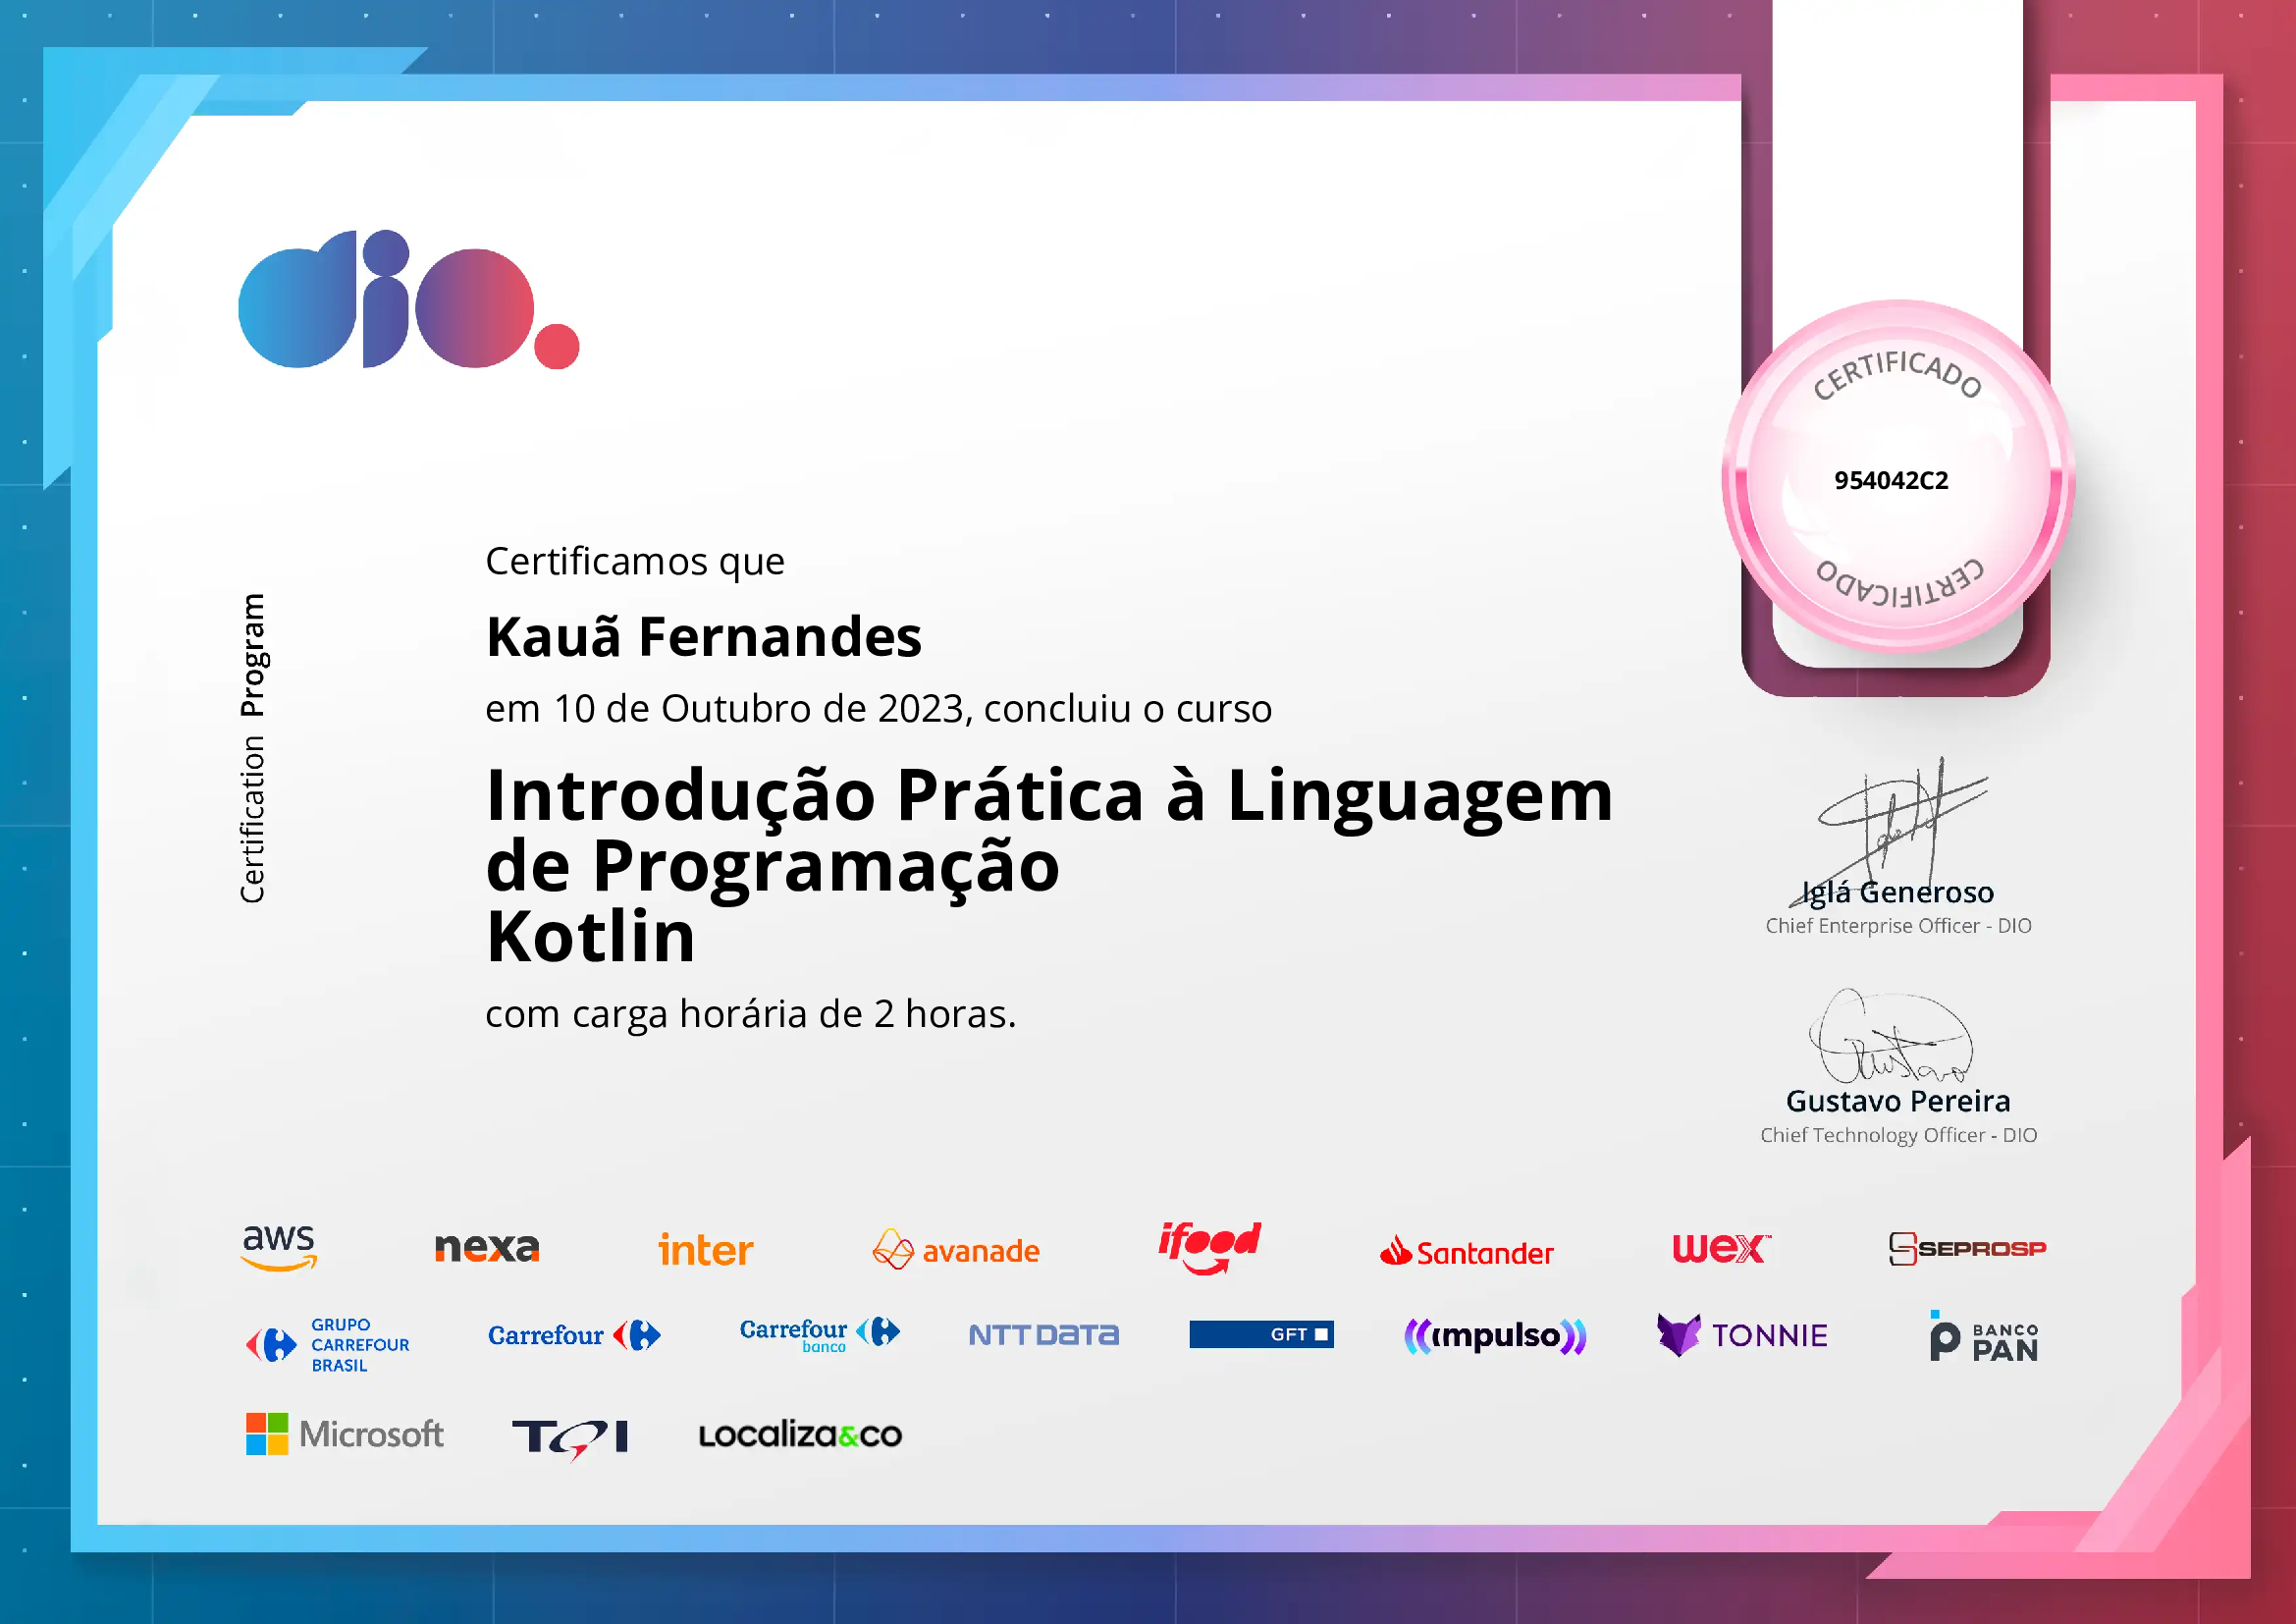 dio.
CERTIFICADO
954042C2
CERTIFICADO
Certification Program
Certificamos que
Kauã Fernandes
em 10 de Outubro de 2023, concluiu o curso
Introdução Prática à Linguagem
de Programação
Kotlin
com carga horária de 2 horas.
Iglá Generoso
Chief Enterprise Officer - DIO
Gustavo
Gustavo Pereira
Chief Technology Officer - DIO
aws nexa inter avanade ifood Santander wex™ SEPROSP
GRUPO
CARREFOUR
BRASIL
Carrefour
Carrefour
banco
NTT DATA
GFT
impulso
TONNIE
BANCO
PAN
Microsoft TQI Localiza&co